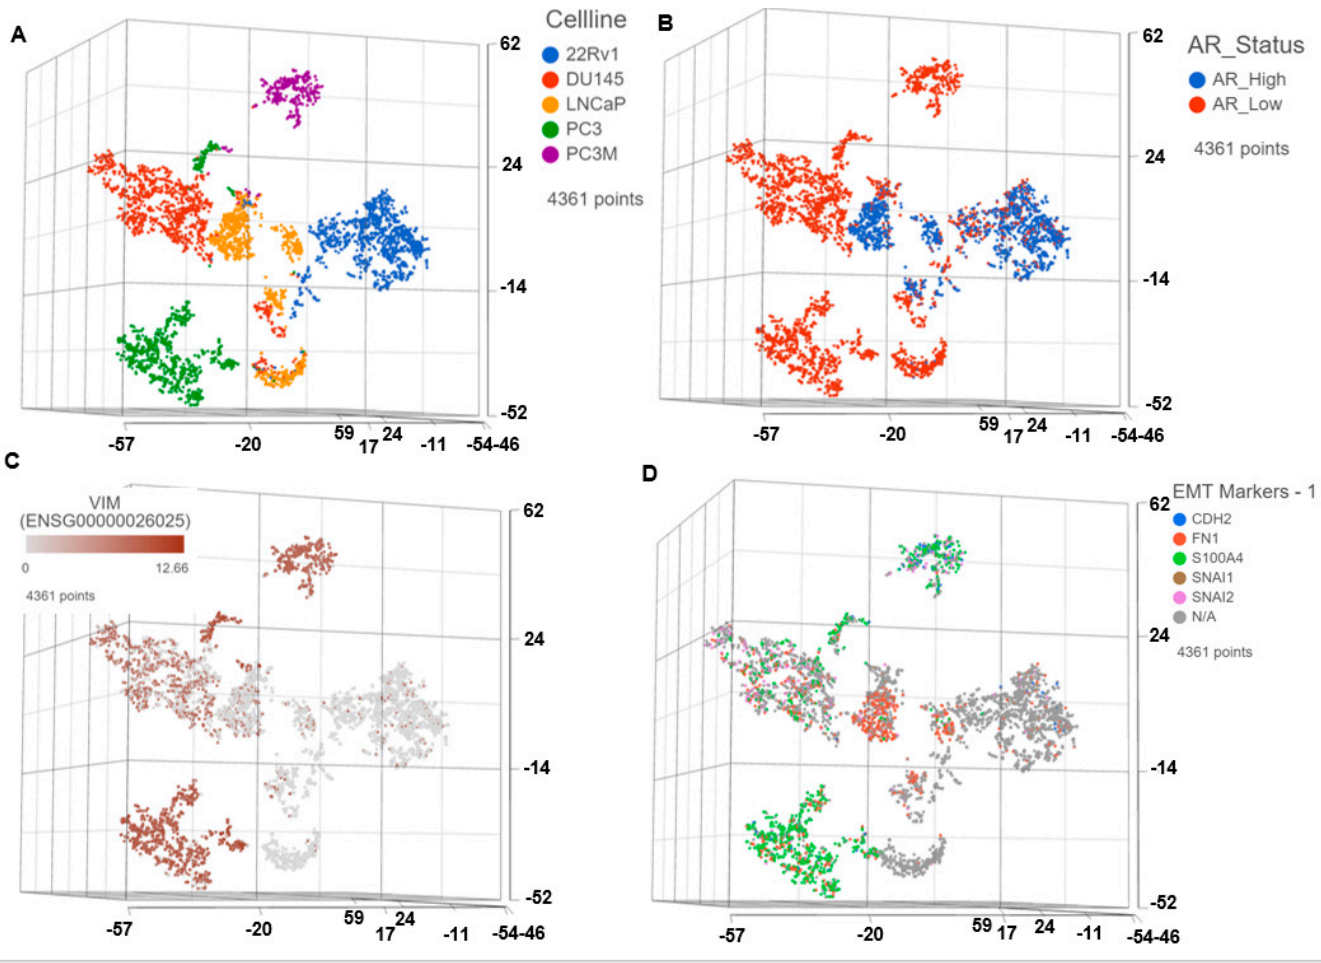 A
Cellline
22Rv1
DU145
LNCaP
PC3
PC3M
4361 points
62
24
-14
-52
-57
-20
59
17
24
-11
-54-46
B
AR_Status
AR_High
AR_Low
4361 points
62
24
-14
-52
-57
-20
59
17
24
-11
-54-46
C
VIM
(ENSG00000026025)
0
12.66
4361 points
62
24
-14
-52
-57
-20
59
17
24
-11
-54-46
D
EMT Markers - 1
CDH2
FN1
S100A4
SNAI1
SNAI2
N/A
4361 points
62
24
-14
-52
-57
-20
59
17
24
-11
-54-46